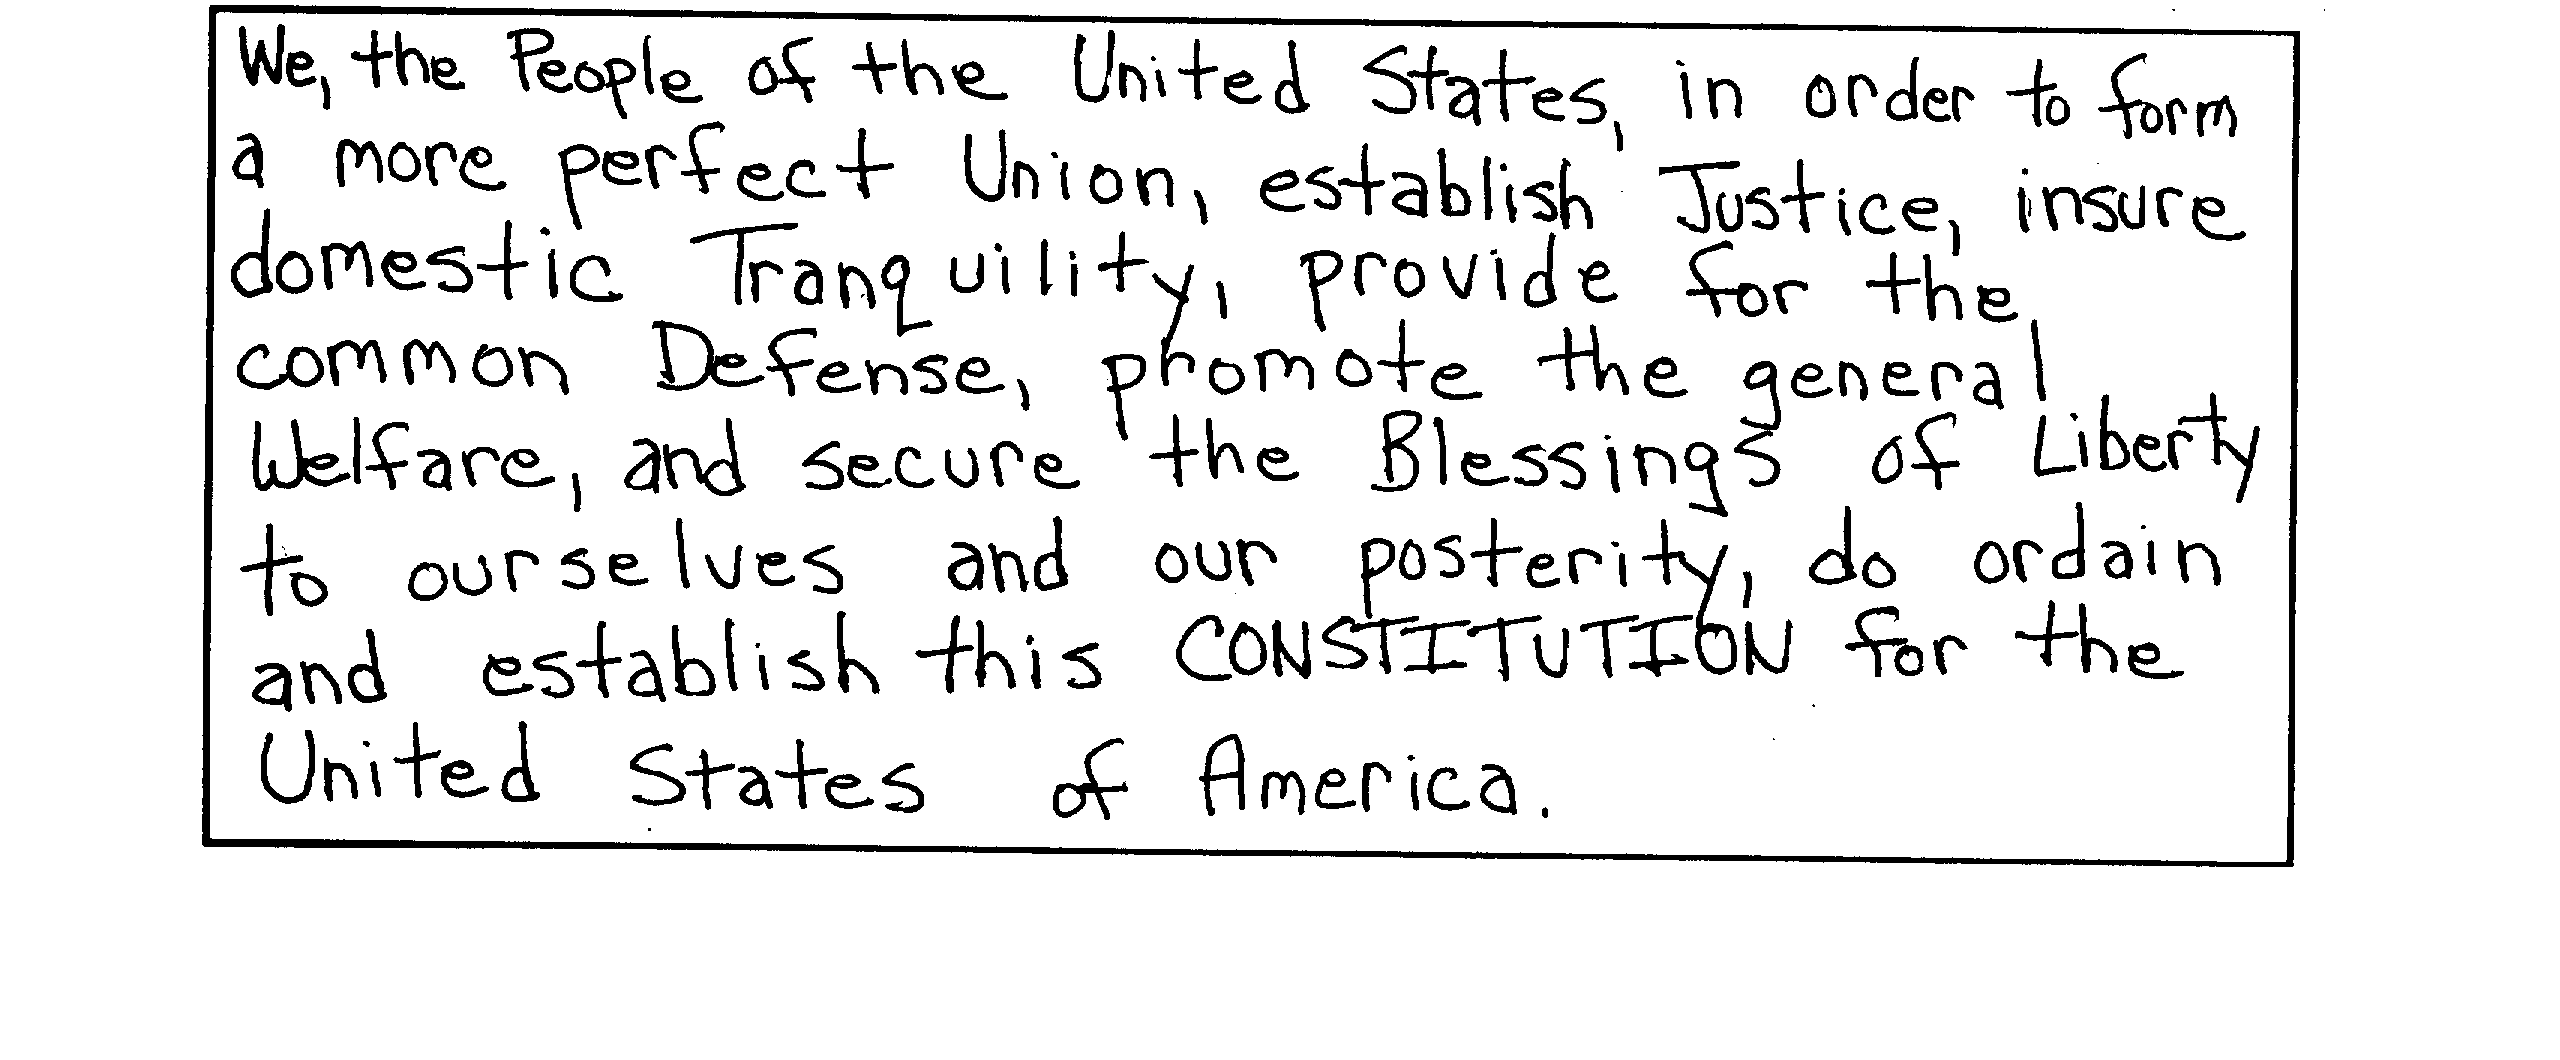 We, the People of the United States, in order to form
a more perfect Union, establish Justice, insure
domestic Tranquility, provide for the
common Defense, promote the general
Welfare, and secure the Blessings of Liberty
to ourselves and our posterity, do ordain
and establish this CONSTITUTION for the
United States of America.